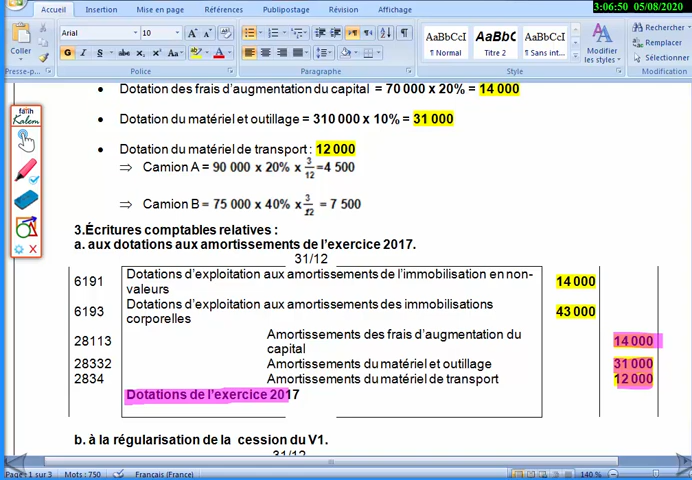 3:06:50 05/08/2020
Accueil Insertion Références Publipostage Révision Affichage
Coller
Arial 10
AaBbCcI AaBbC AaBbCcI
¶ Normal Titre 2 ¶ Sans int...
Modifier les styles
Rechercher
Remplacer
Sélectionner
Presse-p... Police Paragraphe Style Modification
fatih
Kalem
• Dotation des frais d'augmentation du capital = 70 000 x 20% = 14 000
• Dotation du matériel et outillage = 310 000 x 10% = 31 000
• Dotation du matériel de transport : 12 000
⇒ Camion A = 90 000 x 20% x 3/12 =4 500
⇒ Camion B = 75 000 x 40% x 3/12 = 7 500
3.Écritures comptables relatives :
a. aux dotations aux amortissements de l'exercice 2017.
31/12
6191 Dotations d'exploitation aux amortissements de l'immobilisation en non-
valeurs 14 000
6193 Dotations d'exploitation aux amortissements des immobilisations
corporelles 43 000
28113 Amortissements des frais d'augmentation du
capital 14 000
28332 Amortissements du matériel et outillage 31 000
2834 Amortissements du matériel de transport 12 000
Dotations de l'exercice 2017
b. à la régularisation de la cession du V1.
31/12
Page : 1 sur 3 Mots : 750 Français (France) 140 %